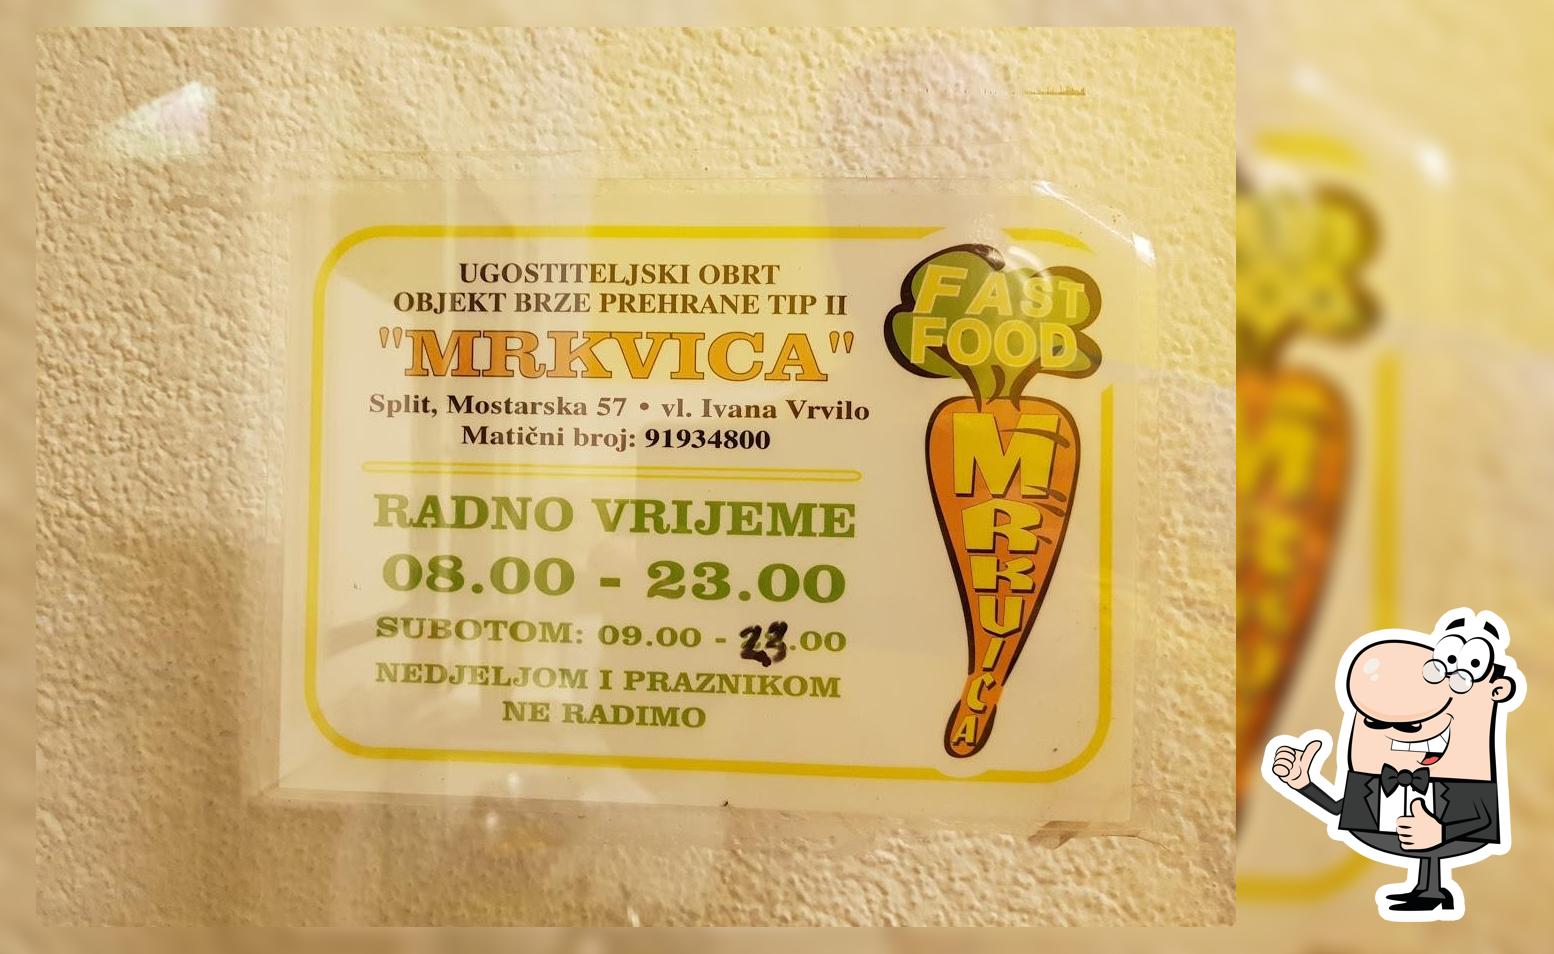 UGOSTITELJSKI OBRT
OBJEKT BRZE PREHRANE TIP II
"MRKVICA"
Split, Mostarska 57 • vl. Ivana Vrvilo
Matični broj: 91934800
RADNO VRIJEME
08.00 - 23.00
SUBOTOM: 09.00 - 23.00
NEDJELJOM I PRAZNIKOM
NE RADIMO
FAST
FOOD
MRKVICA